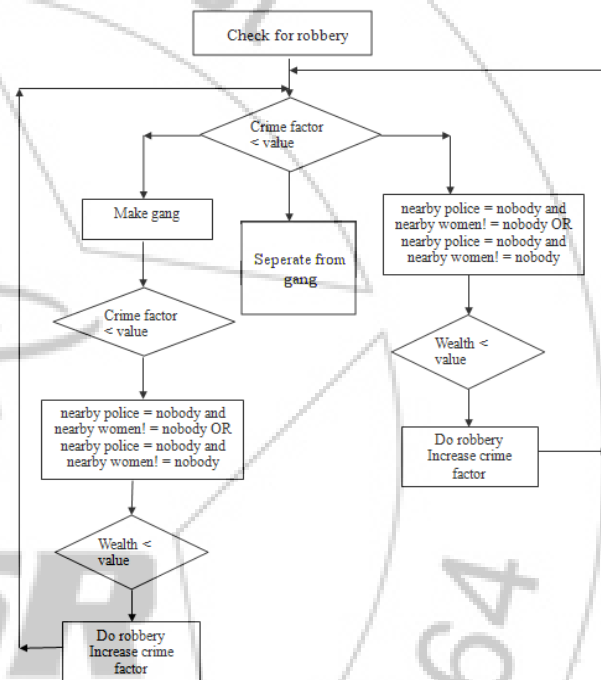 Check for robbery
Crime factor
< value
Make gang
Seperate from
gang
nearby police = nobody and
nearby women! = nobody OR
nearby police = nobody and
nearby women! = nobody
Crime factor
< value
Wealth <
value
nearby police = nobody and
nearby women! = nobody OR
nearby police = nobody and
nearby women! = nobody
Do robbery
Increase crime
factor
Wealth <
value
Do robbery
Increase crime
factor
64